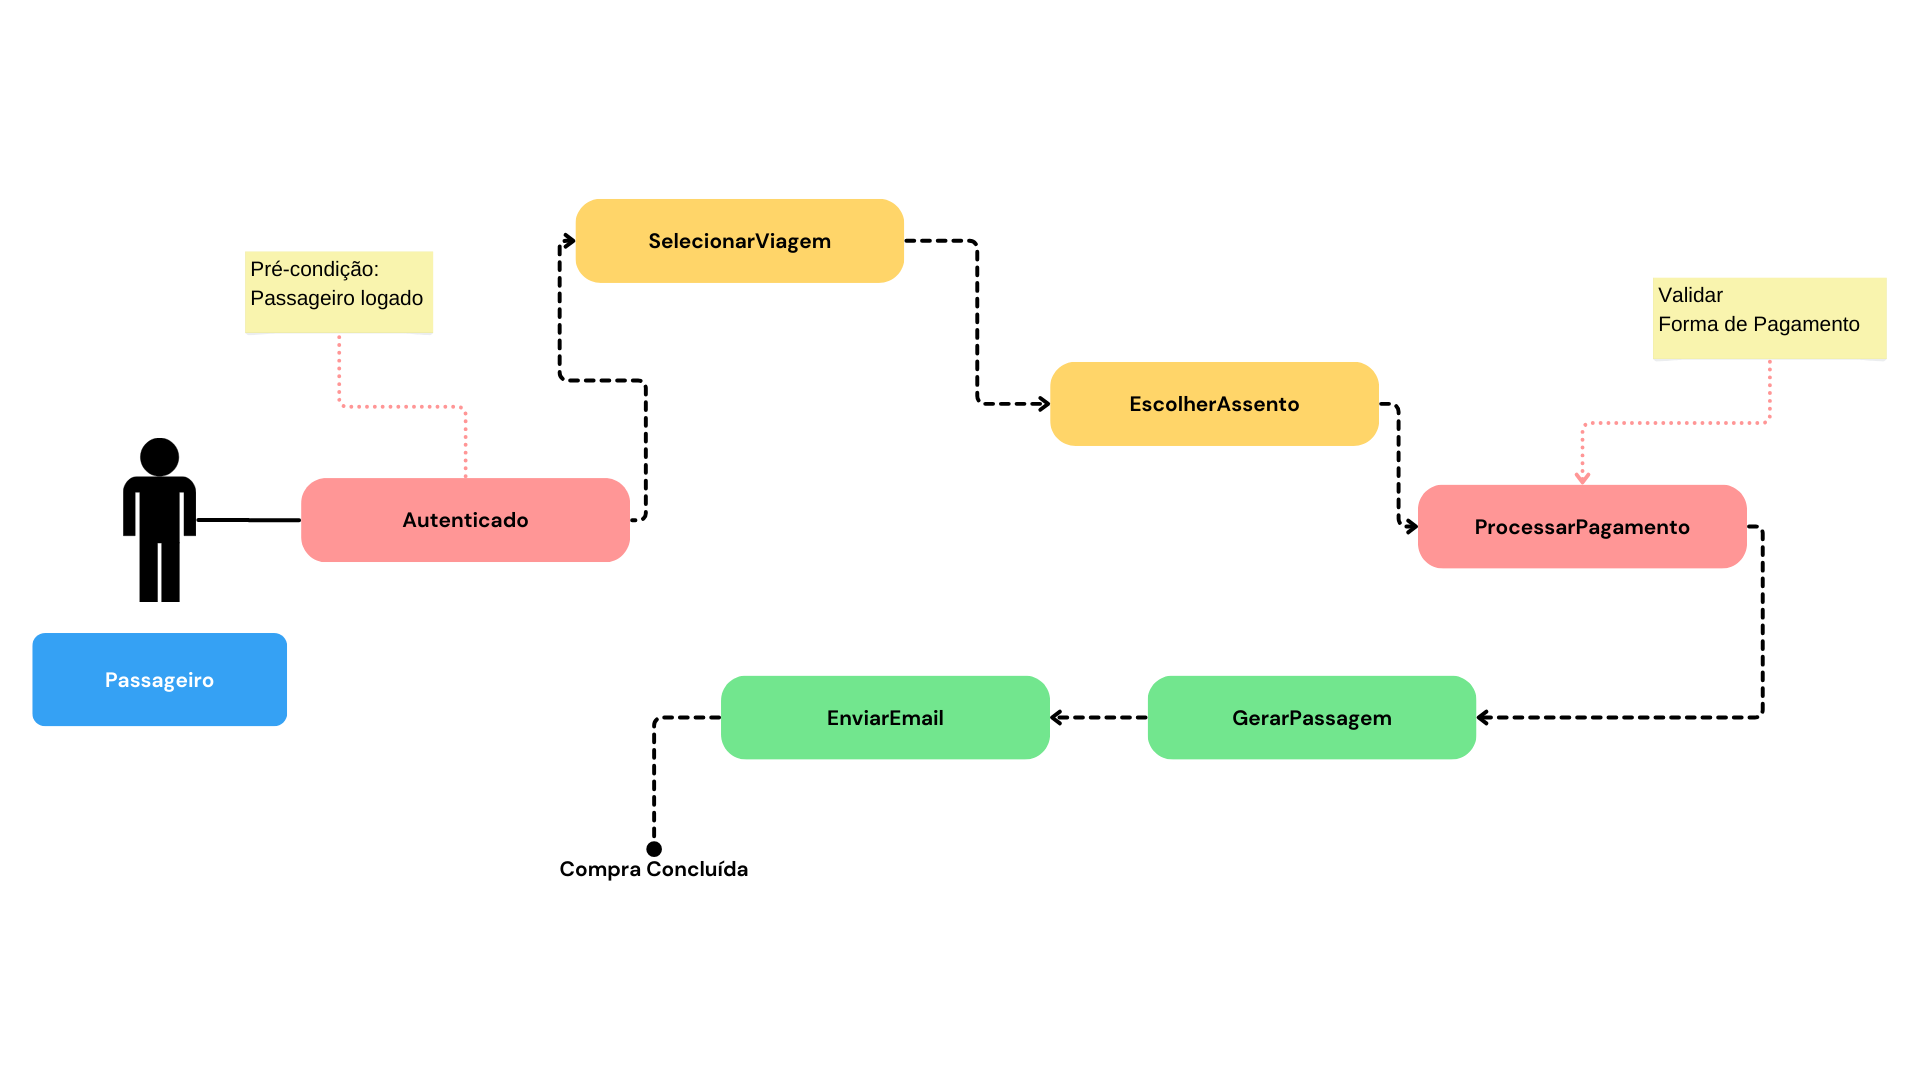 Pré-condição:
Passageiro logado
Autenticado
Passageiro
SelecionarViagem
EscolherAssento
Validar
Forma de Pagamento
ProcessarPagamento
GerarPassagem
EnviarEmail
Compra Concluída